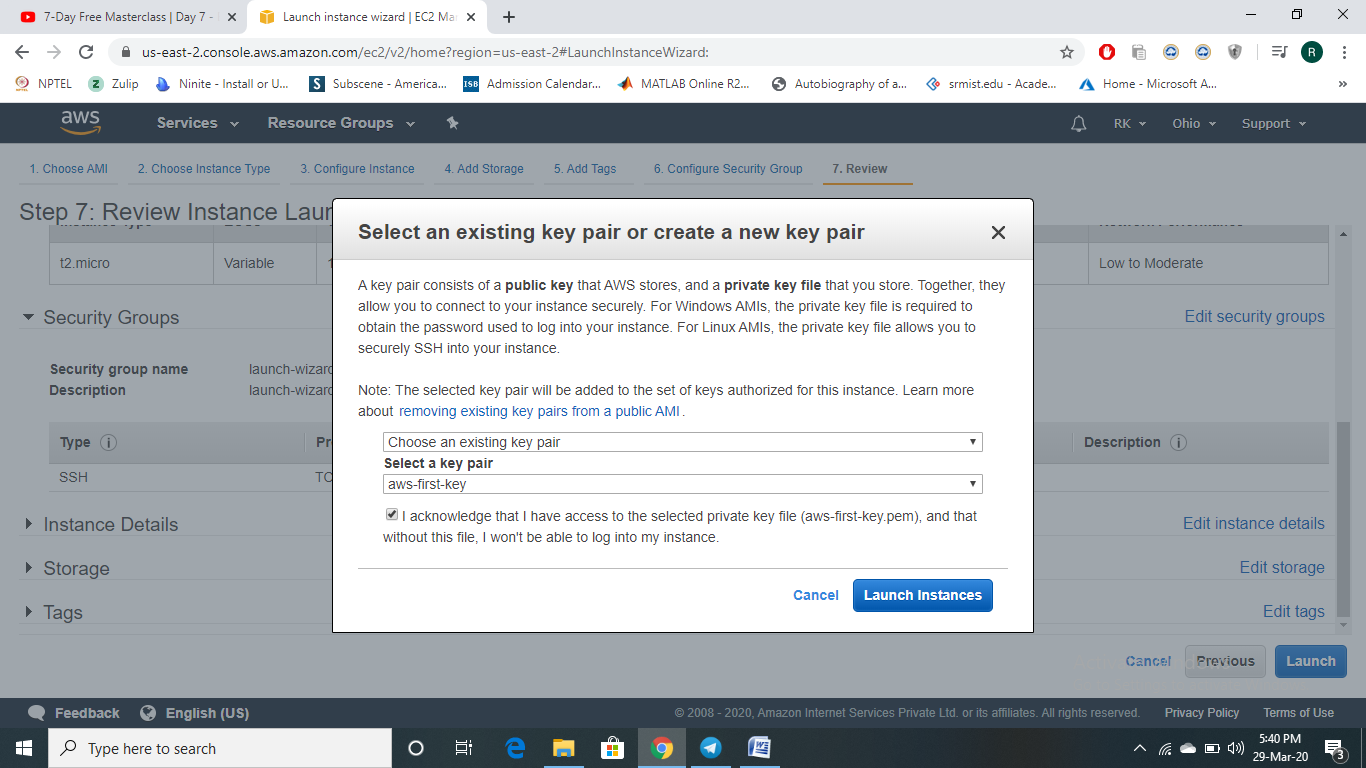 7-Day Free Masterclass | Day 7 -
Launch instance wizard | EC2 Ma
us-east-2.console.aws.amazon.com/ec2/v2/home?region=us-east-2#LaunchInstanceWizard:
R
NPTEL
Z Zulip
Ninite - Install or U...
S Subscene - America...
ISB Admission Calendar...
MATLAB Online R2...
Autobiography of a...
srmist.edu - Acade...
Home - Microsoft A...
»
aws
Services
Resource Groups
RK
Ohio
Support
1. Choose AMI
2. Choose Instance Type
3. Configure Instance
4. Add Storage
5. Add Tags
6. Configure Security Group
7. Review
Step 7: Review Instance Laun
t2.micro
Variable
Low to Moderate
Security Groups
Edit security groups
Security group name launch-wizard
Description launch-wizard
Type
Pr
Description
SSH
TC
Instance Details
Edit instance details
Storage
Edit storage
Tags
Edit tags
Select an existing key pair or create a new key pair
A key pair consists of a public key that AWS stores, and a private key file that you store. Together, they
allow you to connect to your instance securely. For Windows AMIs, the private key file is required to
obtain the password used to log into your instance. For Linux AMIs, the private key file allows you to
securely SSH into your instance.
Note: The selected key pair will be added to the set of keys authorized for this instance. Learn more
about removing existing key pairs from a public AMI .
Choose an existing key pair
Select a key pair
aws-first-key
I acknowledge that I have access to the selected private key file (aws-first-key.pem), and that
without this file, I won't be able to log into my instance.
Cancel
Launch Instances
Cancel
Previous
Launch
Feedback
English (US)
© 2008 - 2020, Amazon Internet Services Private Ltd. or its affiliates. All rights reserved.
Privacy Policy
Terms of Use
Type here to search
5:40 PM
29-Mar-20
3